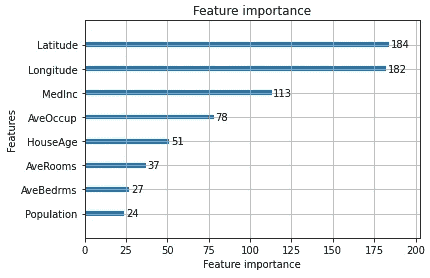 Feature importance
Features
Latitude 184
Longitude 182
MedInc 113
AveOccup 78
HouseAge 51
AveRooms 37
AveBedrms 27
Population 24
0 25 50 75 100 125 150 175 200
Feature importance